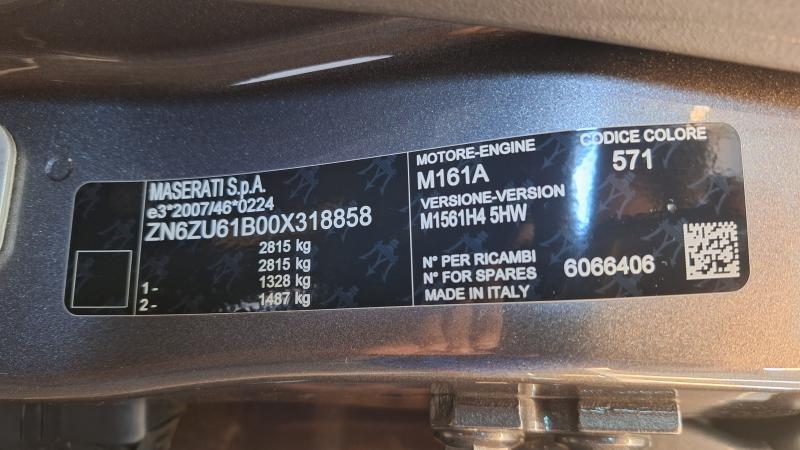 MASERATI S.p.A.
e3*2007/46*0224
ZN6ZU61B00X318858
2815 kg
2815 kg
1- 1328 kg
2- 1487 kg
MOTORE-ENGINE
M161A
VERSIONE-VERSION
M1561H4 5HW
CODICE COLORE
571
N° PER RICAMBI
N° FOR SPARES
6066406
MADE IN ITALY